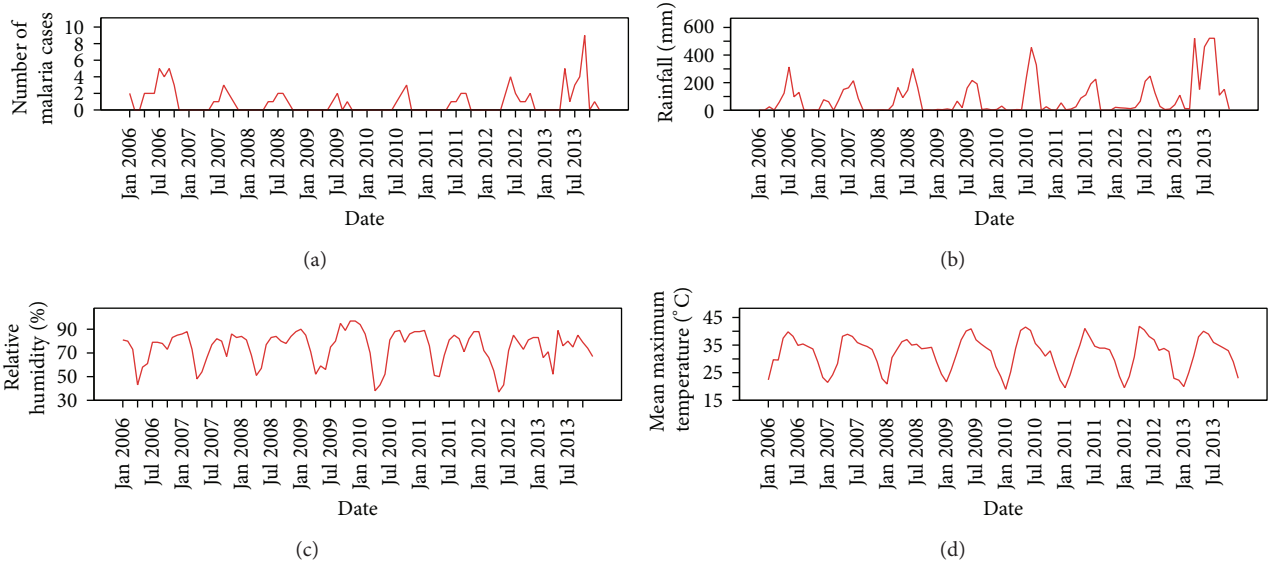 Number of
malaria cases
10
8
6
4
2
0
Jan 2006
Jul 2006
Jan 2007
Jul 2007
Jan 2008
Jul 2008
Jan 2009
Jul 2009
Jan 2010
Jul 2010
Jan 2011
Jul 2011
Jan 2012
Jul 2012
Jan 2013
Jul 2013
Date
(a)
Rainfall (mm)
600
400
200
0
Jan 2006
Jul 2006
Jan 2007
Jul 2007
Jan 2008
Jul 2008
Jan 2009
Jul 2009
Jan 2010
Jul 2010
Jan 2011
Jul 2011
Jan 2012
Jul 2012
Jan 2013
Jul 2013
Date
(b)
Relative
humidity (%)
90
70
50
30
Jan 2006
Jul 2006
Jan 2007
Jul 2007
Jan 2008
Jul 2008
Jan 2009
Jul 2009
Jan 2010
Jul 2010
Jan 2011
Jul 2011
Jan 2012
Jul 2012
Jan 2013
Jul 2013
Date
(c)
Mean maximum
temperature (°C)
45
35
25
15
Jan 2006
Jul 2006
Jan 2007
Jul 2007
Jan 2008
Jul 2008
Jan 2009
Jul 2009
Jan 2010
Jul 2010
Jan 2011
Jul 2011
Jan 2012
Jul 2012
Jan 2013
Jul 2013
Date
(d)